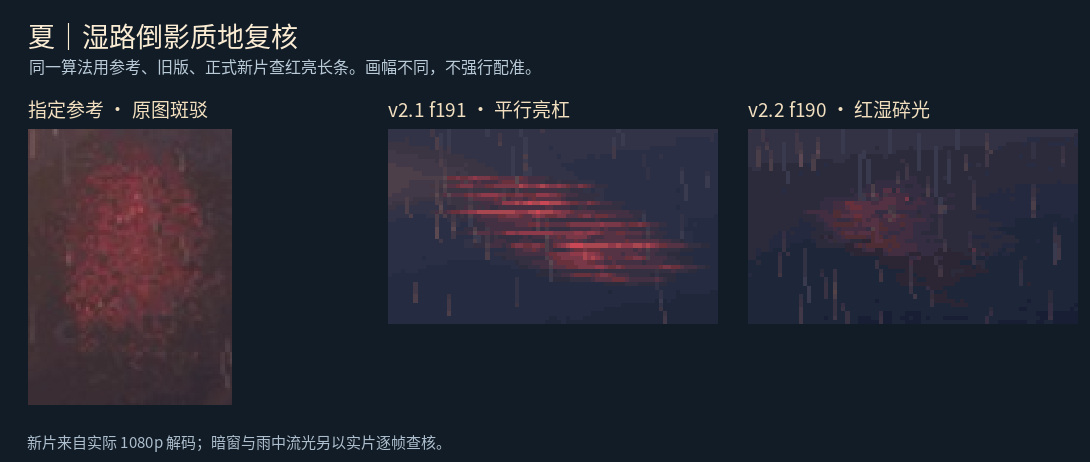 夏｜湿路倒影质地复核
同一算法用参考、旧版、正式新片查红亮长条。画幅不同，不强行配准。
指定参考 · 原图斑驳
v2.1 f191 · 平行亮杠
v2.2 f190 · 红湿碎光
新片来自实际 1080p 解码；暗窗与雨中流光另以实片逐帧查核。